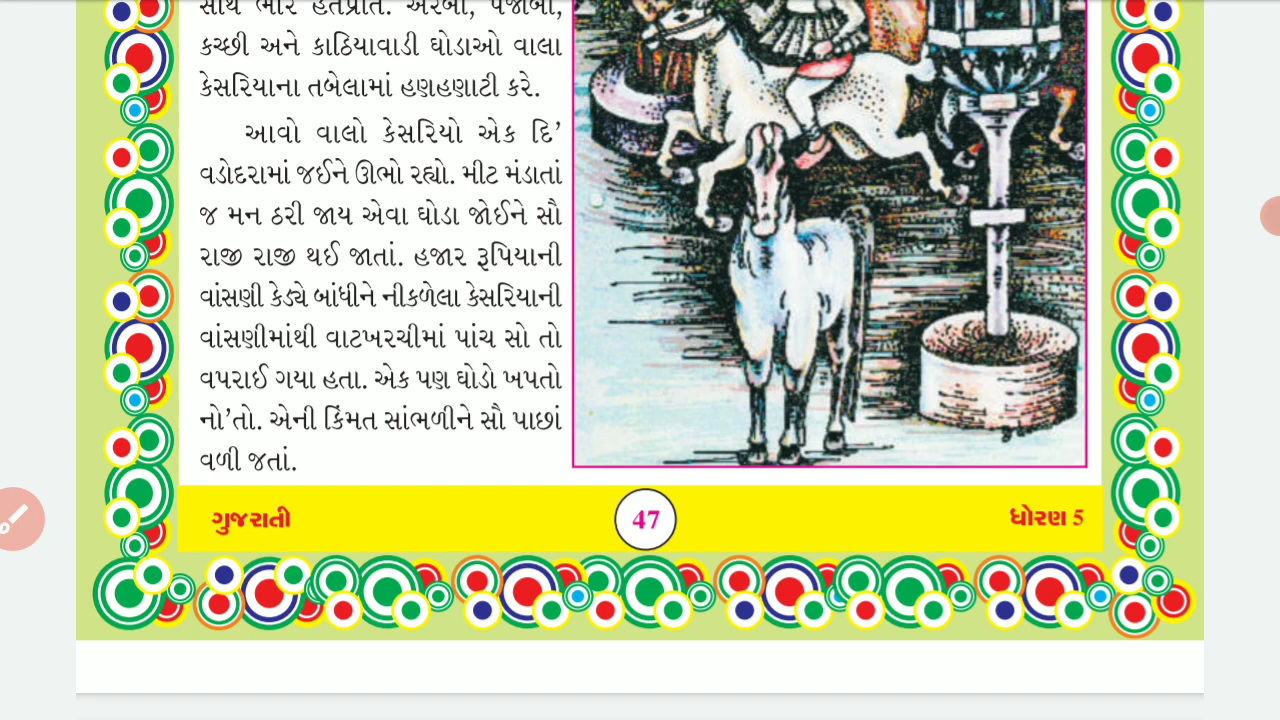 સાથે ભારે હેતપ્રીત. અરબી, પંજાબી,
કચ્છી અને કાઠિયાવાડી ઘોડાઓ વાલા
કેસરિયાના તબેલામાં હણહણાટી કરે.
આવો વાલો કેસરિયો એક દિ’
વડોદરામાં જઈને ઊભો રહ્યો. મીટ મંડાતાં
જ મન ઠરી જાય એવા ઘોડા જોઈને સૌ
રાજી રાજી થઈ જાતાં. હજાર રૂપિયાની
વાંસણી કેડ્યે બાંધીને નીકળેલા કેસરિયાની
વાંસણીમાંથી વાટખરચીમાં પાંચ સો તો
વપરાઈ ગયા હતા. એક પણ ઘોડો ખપતો
નો’તો. એની કિંમત સાંભળીને સૌ પાછાં
વળી જતાં.
ગુજરાતી
47
ધોરણ 5